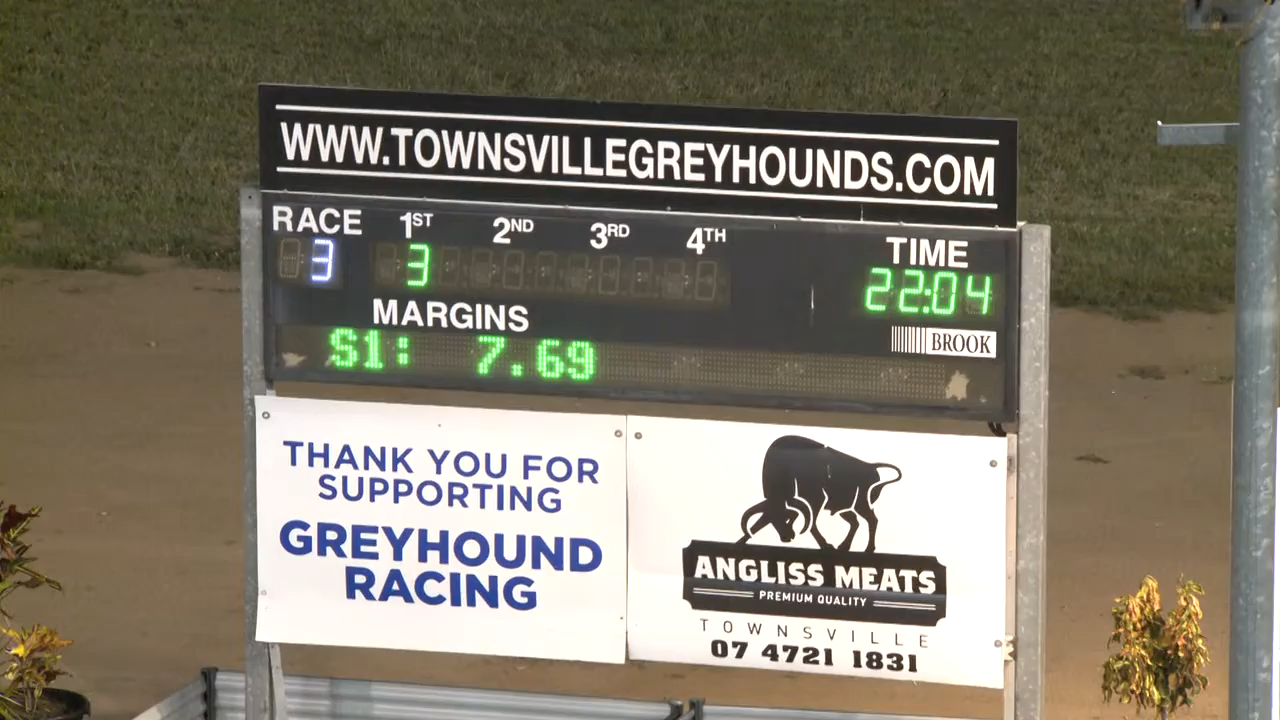 WWW.TOWNSVILLEGREYHOUNDS.COM
RACE 1ST 2ND 3RD 4TH TIME
3 3 22:04
MARGINS
BROOK
S1: 7.69
THANK YOU FOR
SUPPORTING
GREYHOUND
RACING
ANGLISS MEATS
PREMIUM QUALITY
TOWNSVILLE
07 4721 1831